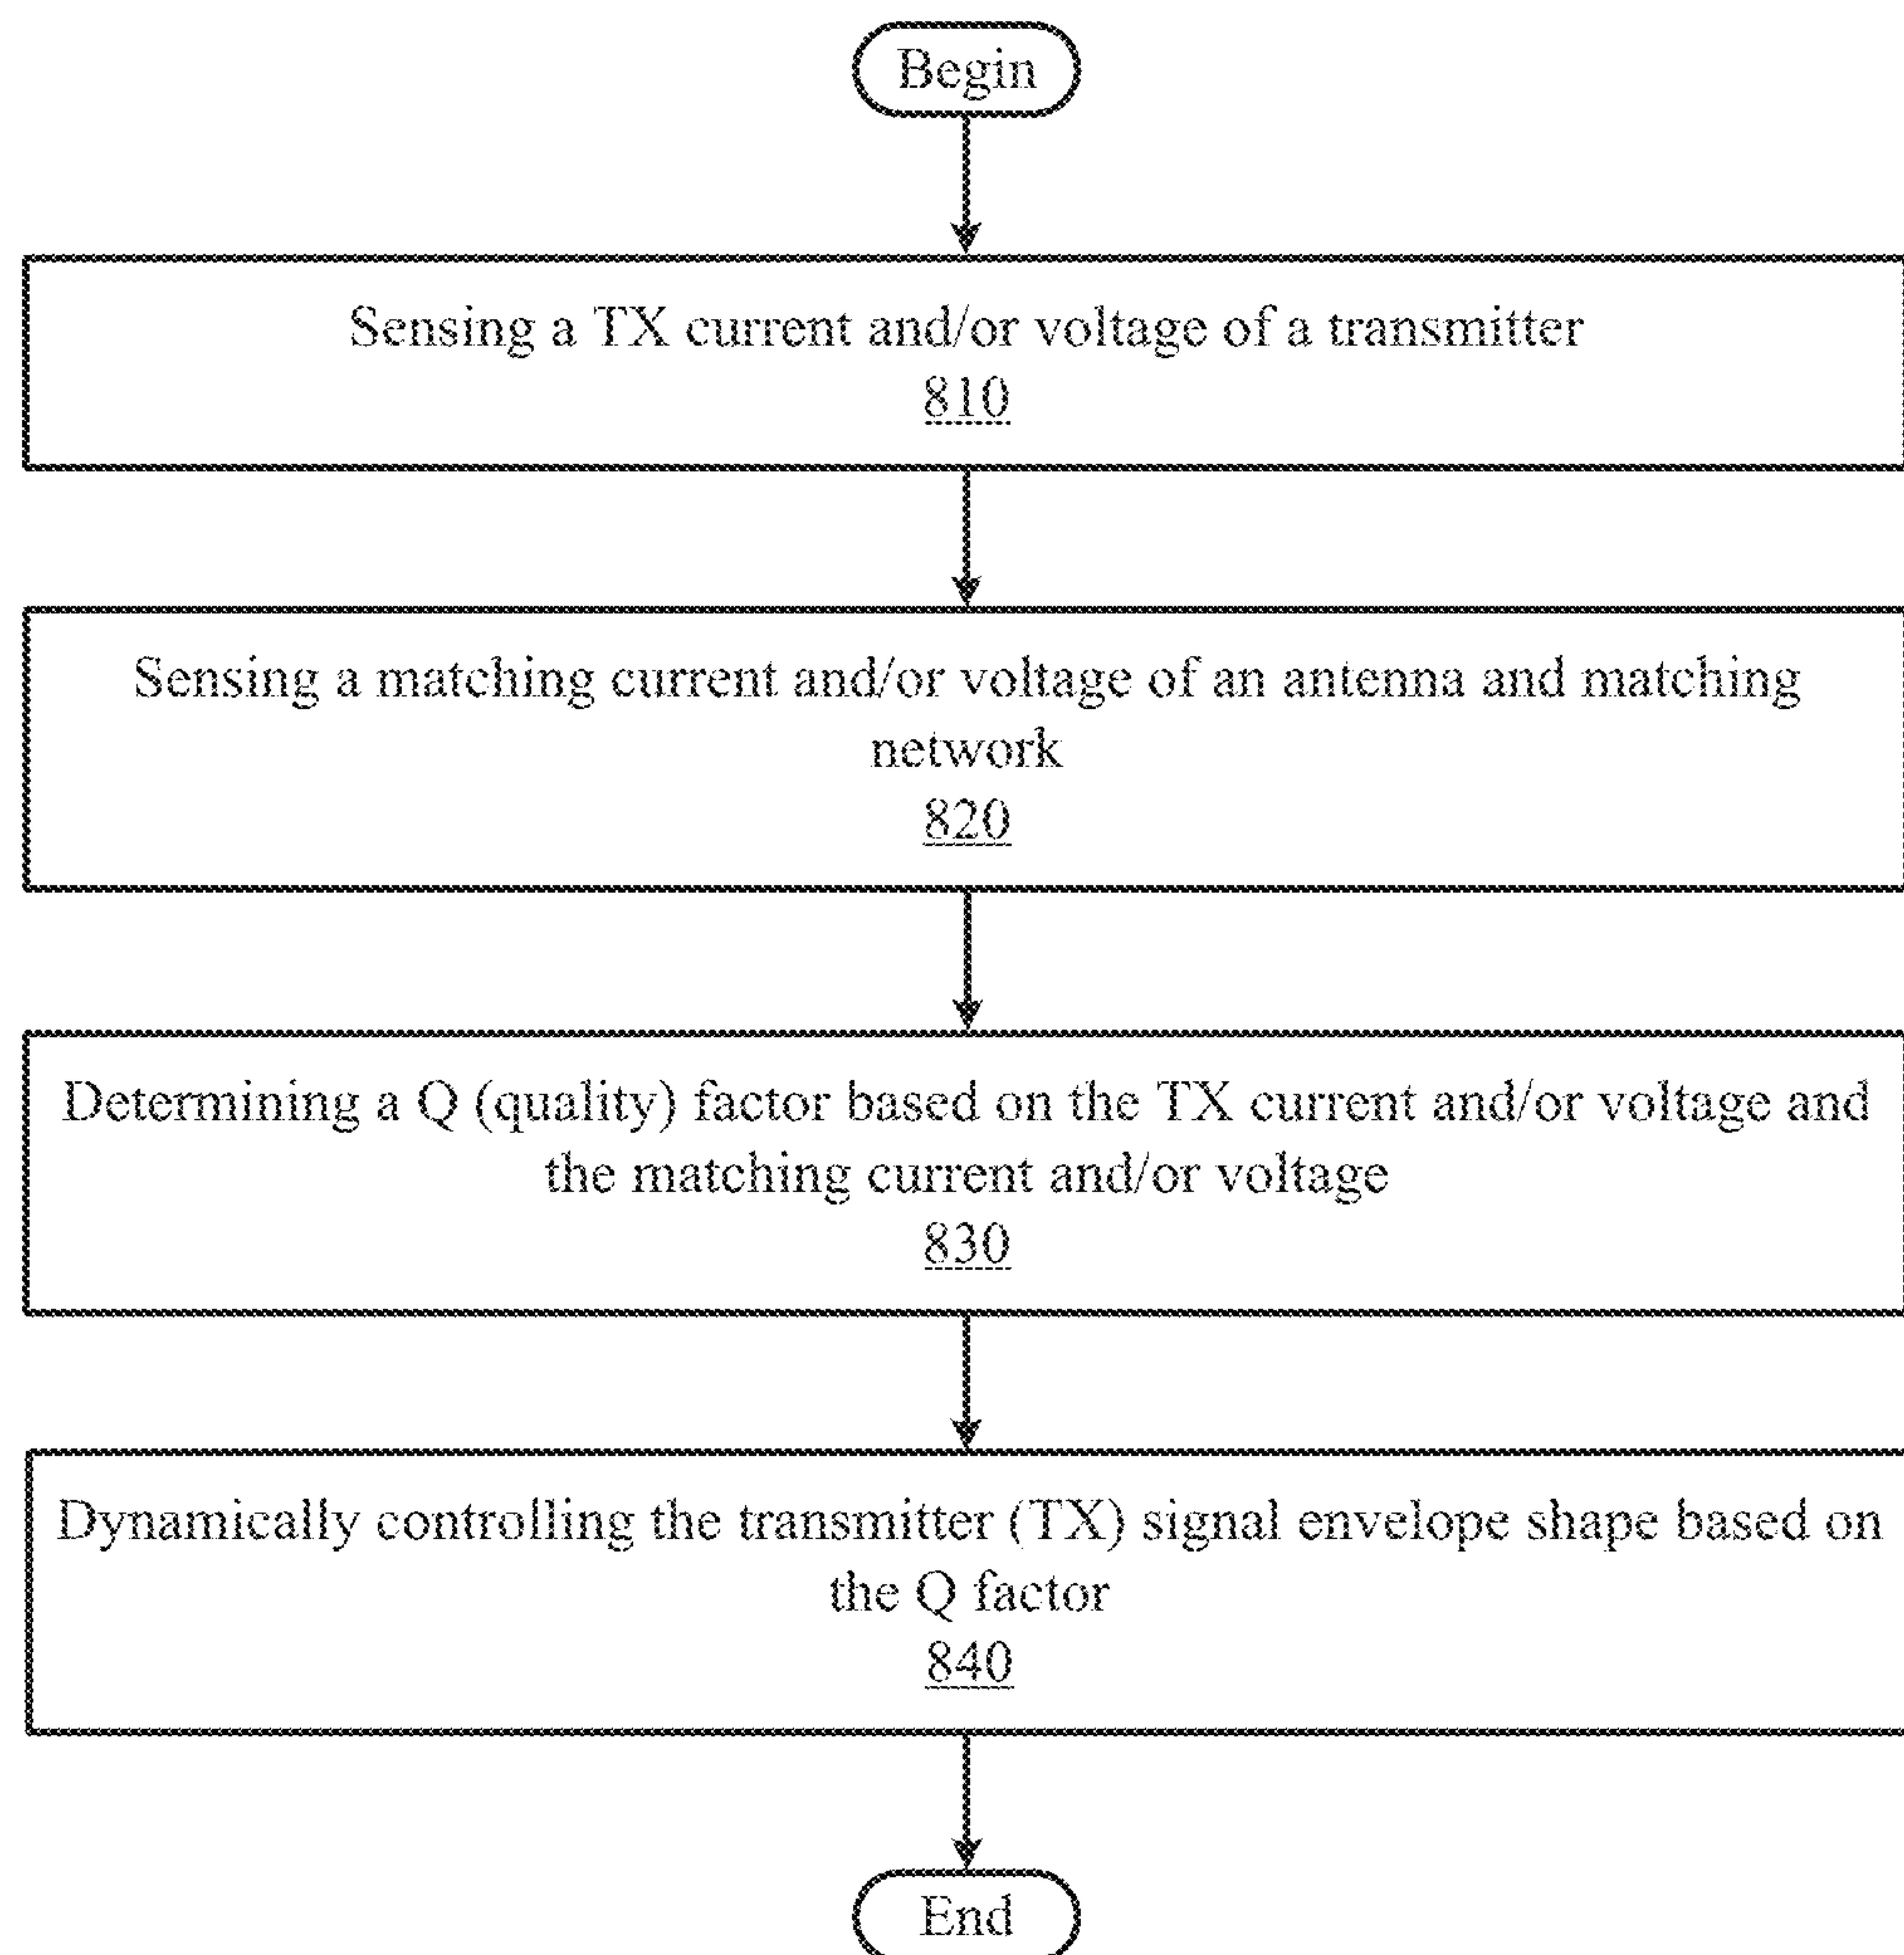 Begin
Sensing a TX current and/or voltage of a transmitter
810
Sensing a matching current and/or voltage of an antenna and matching
network
820
Determining a Q (quality) factor based on the TX current and/or voltage and
the matching current and/or voltage
830
Dynamically controlling the transmitter (TX) signal envelope shape based on
the Q factor
840
End